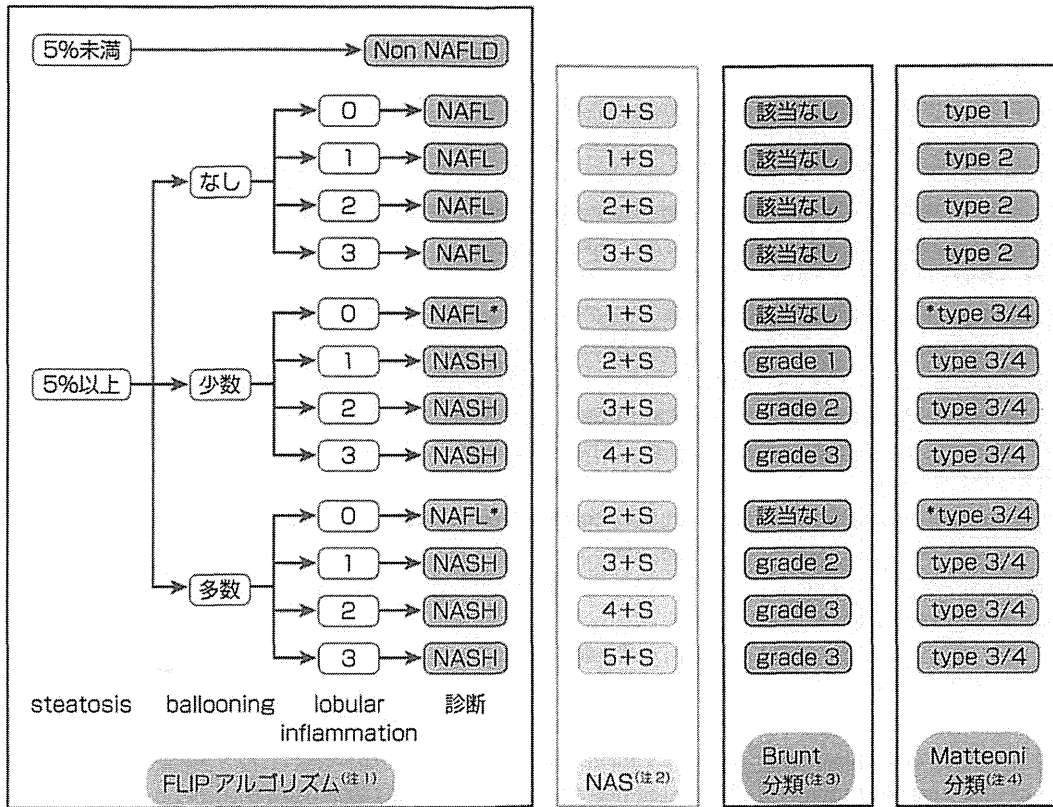 5%未満 Non NAFLD
0 NAFL 0+S 該当なし type 1
1 NAFL 1+S 該当なし type 2
なし
2 NAFL 2+S 該当なし type 2
3 NAFL 3+S 該当なし type 2
0 NAFL* 1+S 該当なし *type 3/4
1 NASH 2+S grade 1 type 3/4
5%以上 少数
2 NASH 3+S grade 2 type 3/4
3 NASH 4+S grade 3 type 3/4
0 NAFL* 2+S 該当なし *type 3/4
1 NASH 3+S grade 2 type 3/4
多数
2 NASH 4+S grade 3 type 3/4
3 NASH 5+S grade 3 type 3/4
steatosis ballooning lobular 診断
inflammation
FLIPアルゴリズム(注1)
NAS(注2)
Brunt
分類(注3)
Matteoni
分類(注4)